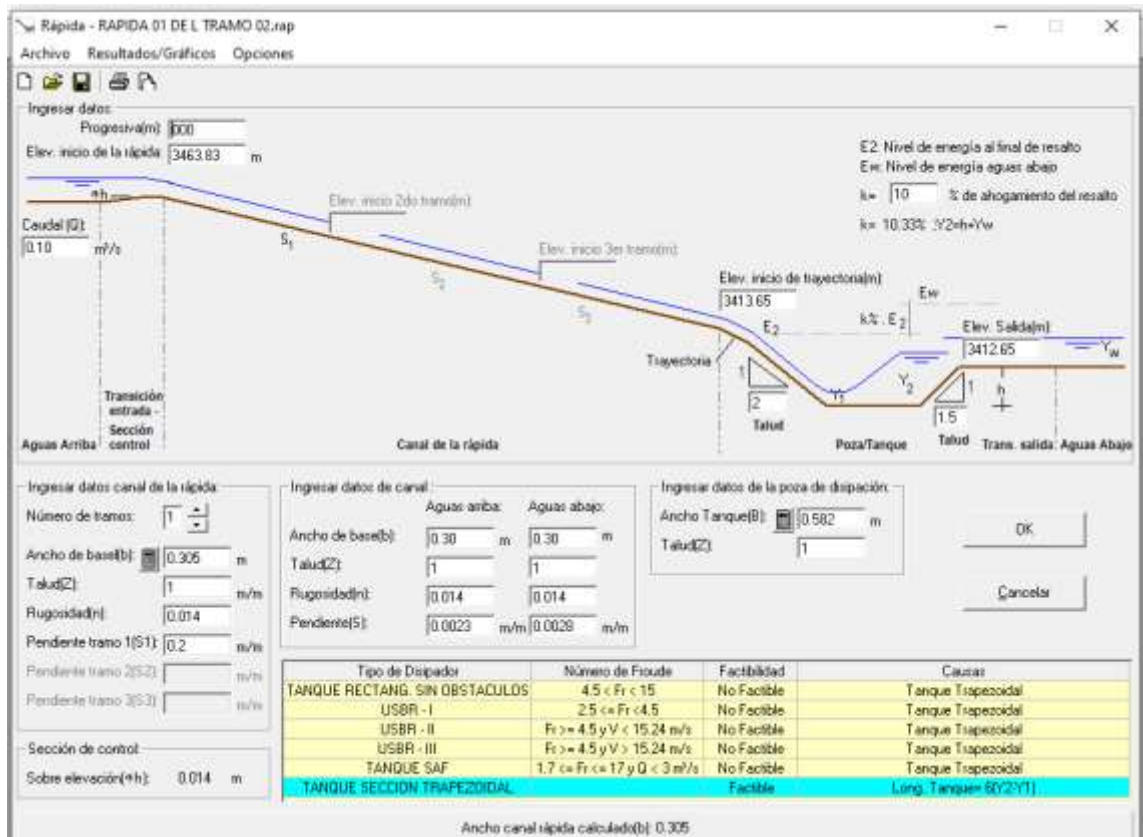 Rápida - RAPIDA 01 DE L TRAMO 02.rap
Archivo Resultados/Gráficos Opciones
Ingresar datos:
Progresiva(m): 000
Elev. inicio de la rápida: 3463.83 m
E2: Nivel de energía al final de resalto
Ew: Nivel de energía aguas abajo
k= 10 % de ahogamiento del resalto
k= 10.33% :Y2=h+Yw
Elev. inicio 2do tramo(m):
Caudal (Q):
0.10 m³/s
S1
S2
Elev. inicio 3er tramo(m):
S3
Elev. inicio de trayectoria(m):
3413.65
Ew
k% . E2
E2
Elev. Salida(m):
3412.65
Yw
Trayectoria
1
2
Talud
Y1
Y2
1
1.5
Talud
h
Transición entrada - Sección control
Aguas Arriba
Canal de la rápida
Poza/Tanque
Trans. salida
Aguas Abajo
Ingresar datos canal de la rápida:
Número de tramos: 1
Ancho de base(b): 0.305 m
Talud(Z): 1 m/m
Rugosidad(n): 0.014
Pendiente tramo 1(S1): 0.2 m/m
Pendiente tramo 2(S2): m/m
Pendiente tramo 3(S3): m/m
Sección de control:
Sobre elevación(+h): 0.014 m
Ingresar datos de canal:
Aguas arriba: Aguas abajo:
Ancho de base(b): 0.30 m 0.30 m
Talud(Z): 1 1
Rugosidad(n): 0.014 0.014
Pendiente(S): 0.0023 m/m 0.0028 m/m
Ingresar datos de la poza de disipación:
Ancho Tanque(B): 0.582 m
Talud(Z): 1
OK
Cancelar
Tipo de Disipador Número de Froude Factibilidad Causas
TANQUE RECTANG. SIN OBSTACULOS 4.5 < Fr < 15 No Factible Tanque Trapezoidal
USBR - I 2.5 <= Fr <4.5 No Factible Tanque Trapezoidal
USBR - II Fr >= 4.5 y V < 15.24 m/s No Factible Tanque Trapezoidal
USBR - III Fr >= 4.5 y V > 15.24 m/s No Factible Tanque Trapezoidal
TANQUE SAF 1.7 <= Fr <= 17 y Q < 3 m³/s No Factible Tanque Trapezoidal
TANQUE SECCION TRAPEZOIDAL Factible Long. Tanque= 6(Y2-Y1)
Ancho canal rápida calculado(b): 0.305